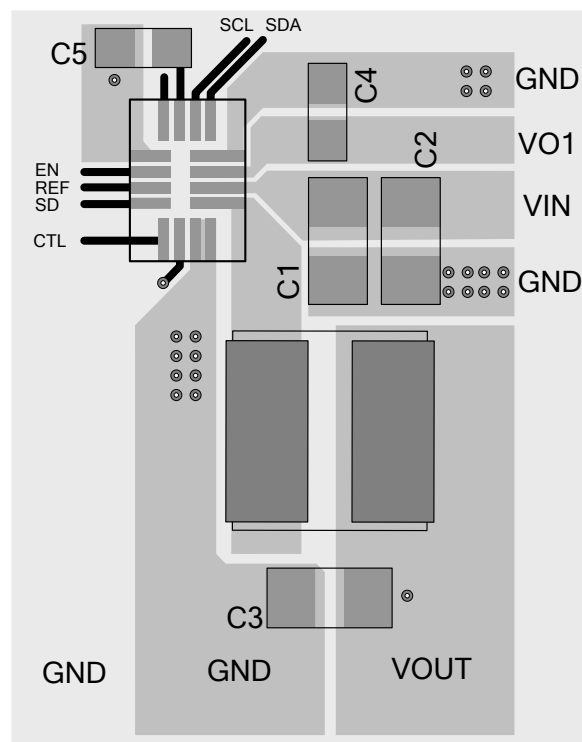 SCL SDA
C5
C4
GND
VO1
C2
EN
REF
SD
VIN
CTL
C1
GND
C3
GND
GND
VOUT